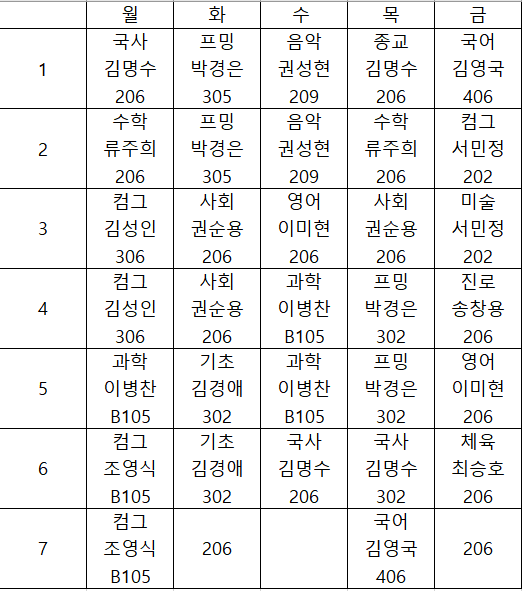 월 화 수 목 금
국사 프밍 음악 종교 국어
1 김명수 박경은 권성현 김명수 김영국
206 305 209 206 406
수학 프밍 음악 수학 컴그
2 류주희 박경은 권성현 류주희 서민정
206 305 209 206 202
컴그 사회 영어 사회 미술
3 김성인 권순용 이미현 권순용 서민정
306 206 206 206 202
컴그 사회 과학 프밍 진로
4 김성인 권순용 이병찬 박경은 송창용
306 206 B105 302 206
과학 기초 과학 프밍 영어
5 이병찬 김경애 이병찬 박경은 이미현
B105 302 B105 302 206
컴그 기초 국사 국사 체육
6 조영식 김경애 김명수 김명수 최승호
B105 302 206 302 206
컴그 국어
7 조영식 206 김영국 206
B105 406